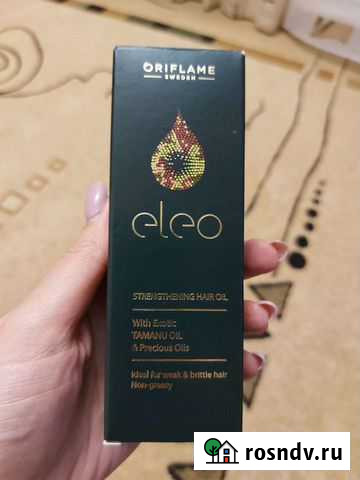 ORIFLAME
SWEDEN
eleo
STRENGTHENING HAIR OIL
With Exotic
TAMANU OIL
& Precious Oils
Ideal for weak & brittle hair
Non-greasy
rosndv.ru